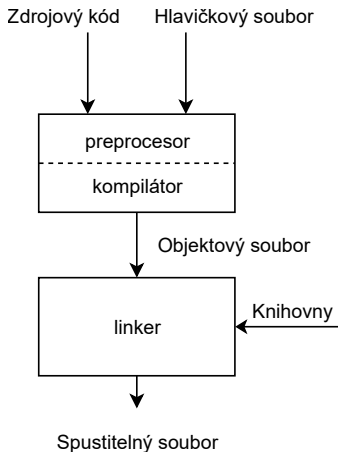 Zdrojový kód
Hlavičkový soubor
preprocesor
kompilátor
Objektový soubor
Knihovny
linker
Spustitelný soubor